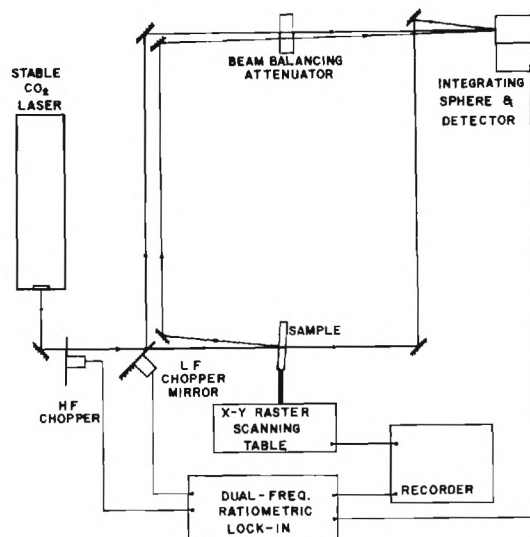 STABLE
CO₂
LASER
BEAM BALANCING
ATTENUATOR
INTEGRATING
SPHERE &
DETECTOR
SAMPLE
LF
CHOPPER
MIRROR
HF
CHOPPER
X-Y RASTER
SCANNING
TABLE
RECORDER
DUAL-FREQ.
RATIOMETRIC
LOCK-IN